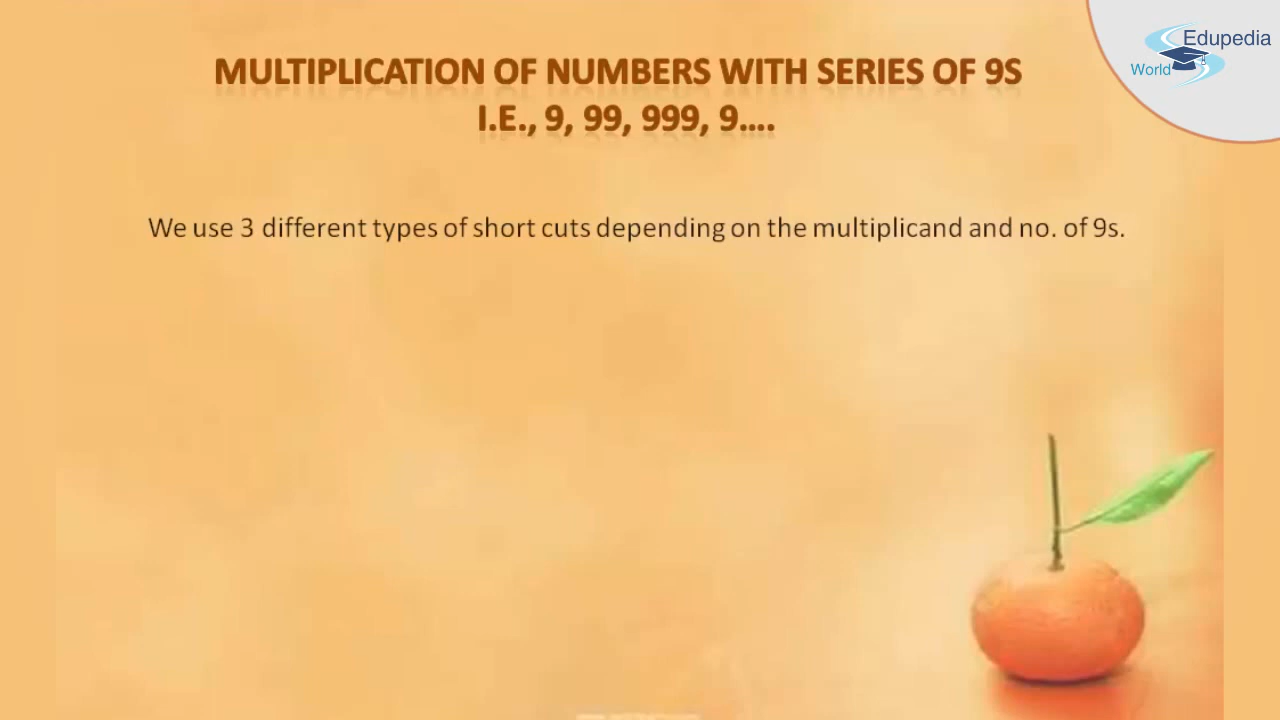 MULTIPLICATION OF NUMBERS WITH SERIES OF 9S
I.E., 9, 99, 999, 9….
We use 3 different types of short cuts depending on the multiplicand and no. of 9s.
Edupedia
World